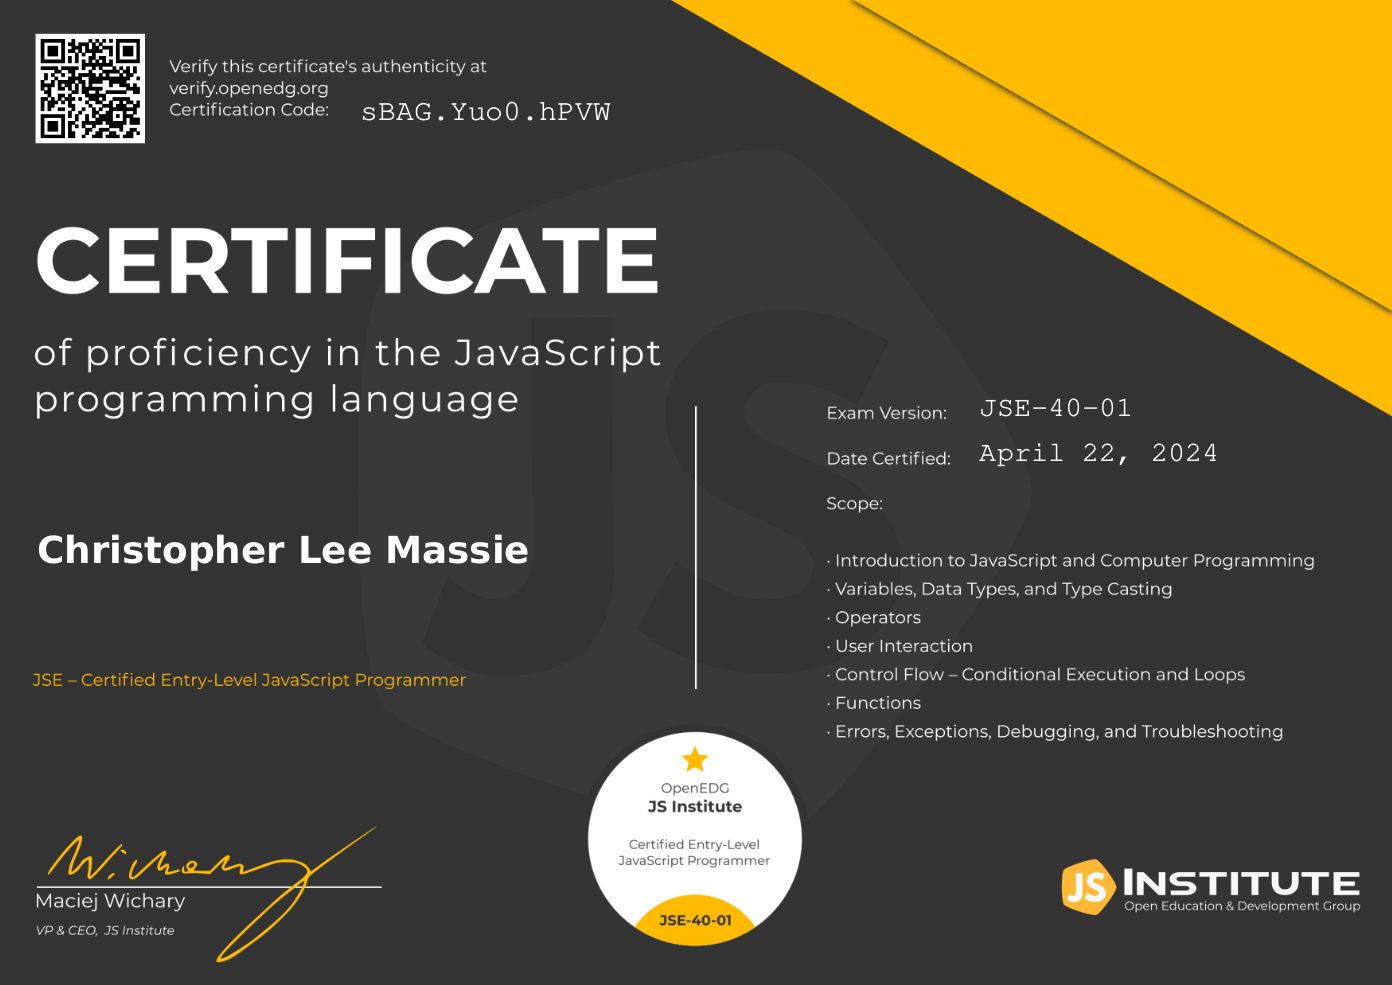 Verify this certificate's authenticity at
verify.openedg.org
Certification Code: sBAG.Yuo0.hPVW
CERTIFICATE
of proficiency in the JavaScript
programming language
Christopher Lee Massie
JSE – Certified Entry-Level JavaScript Programmer
Exam Version: JSE-40-01
Date Certified: April 22, 2024
Scope:
· Introduction to JavaScript and Computer Programming
· Variables, Data Types, and Type Casting
· Operators
· User Interaction
· Control Flow – Conditional Execution and Loops
· Functions
· Errors, Exceptions, Debugging, and Troubleshooting
W.chary
Maciej Wichary
VP & CEO, JS Institute
OpenEDG
JS Institute
Certified Entry-Level
JavaScript Programmer
JSE-40-01
JS INSTITUTE
Open Education & Development Group
JS